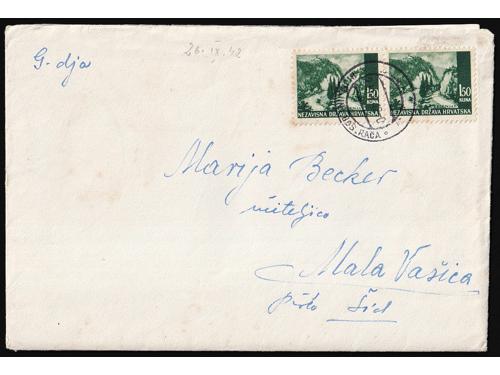 G-dja
26. IX. 42
1.50 KUNA 1.50 KUNA
NEZAVISNA DRŽAVA HRVATSKA NEZAVISNA DRŽAVA HRVATSKA
BOS. RAČA
Marija Becker
učiteljica
Mala Vašica
Šid